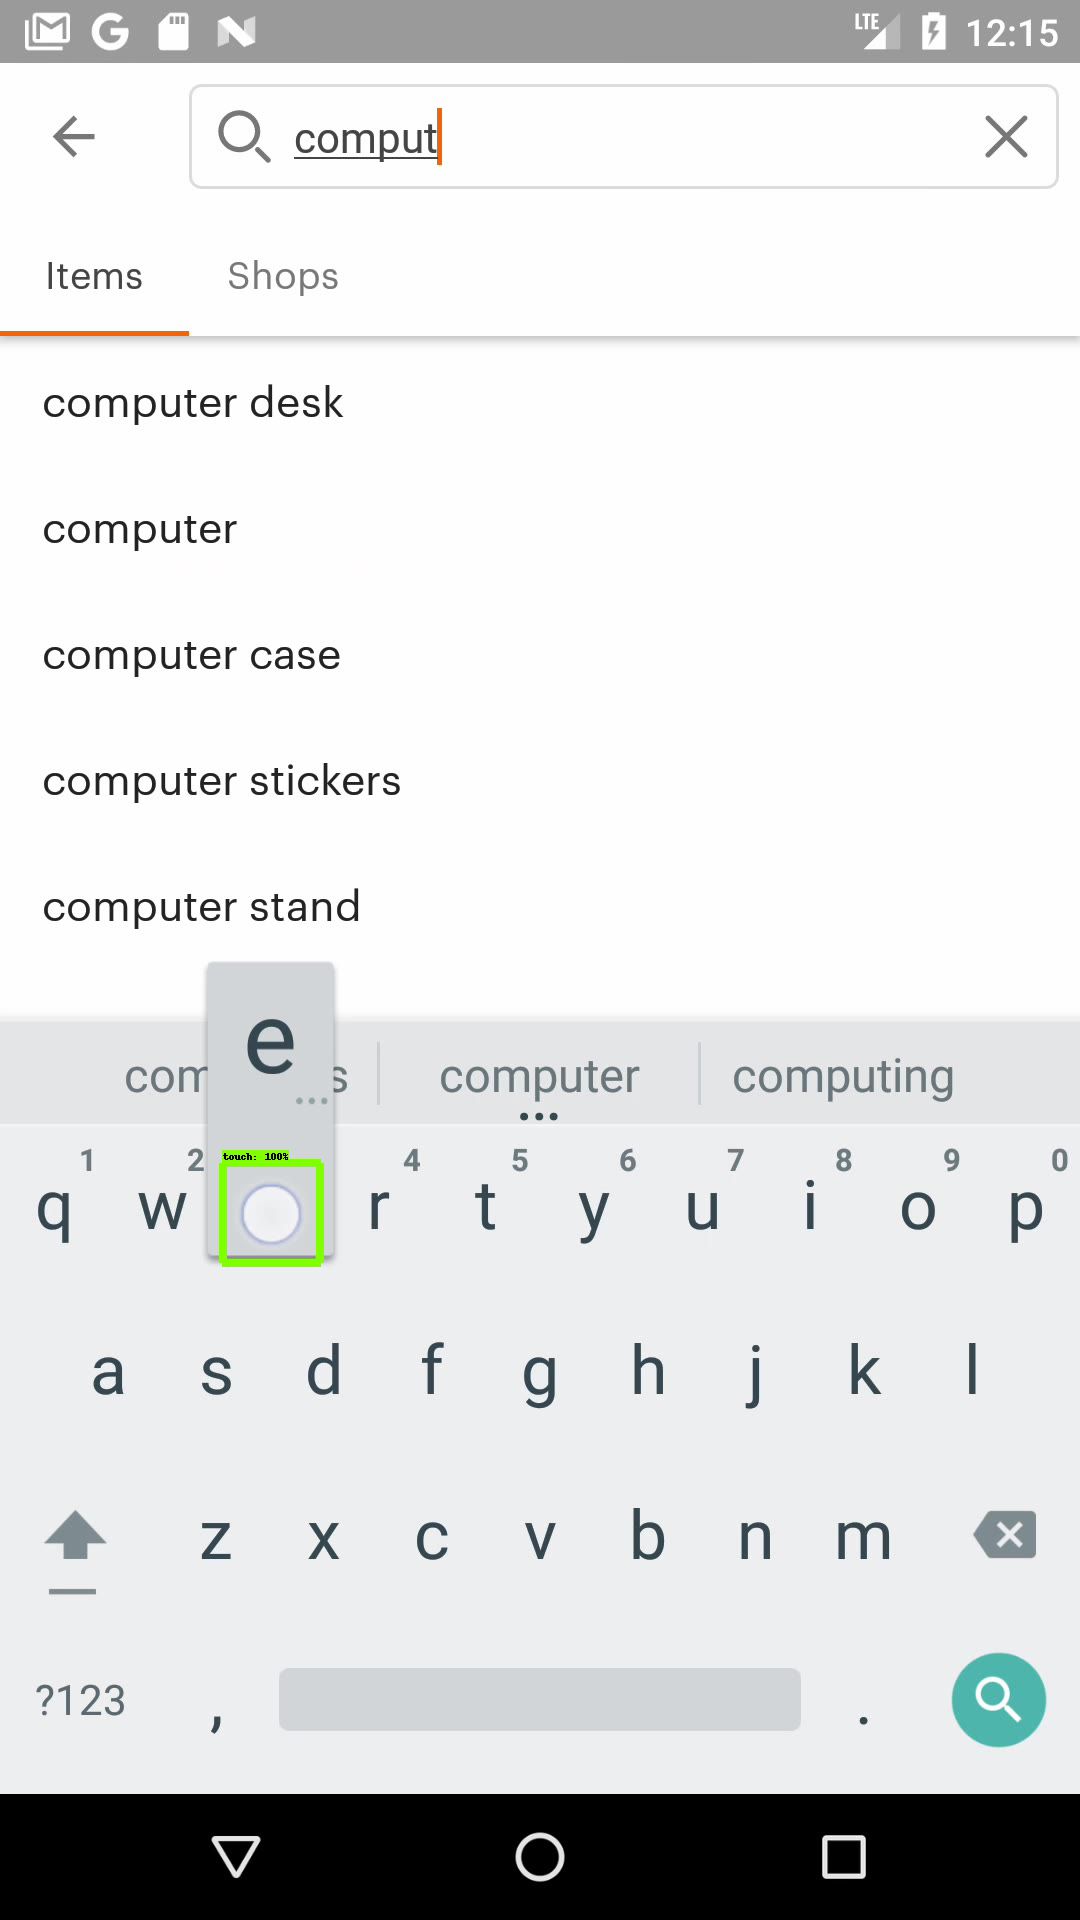 LTE 12:15
comput
Items Shops
computer desk
computer
computer case
computer stickers
computer stand
e
com s computer computing
touch: 100%
1 2 4 5 6 7 8 9 0
q w r t y u i o p
a s d f g h j k l
z x c v b n m
?123 , .